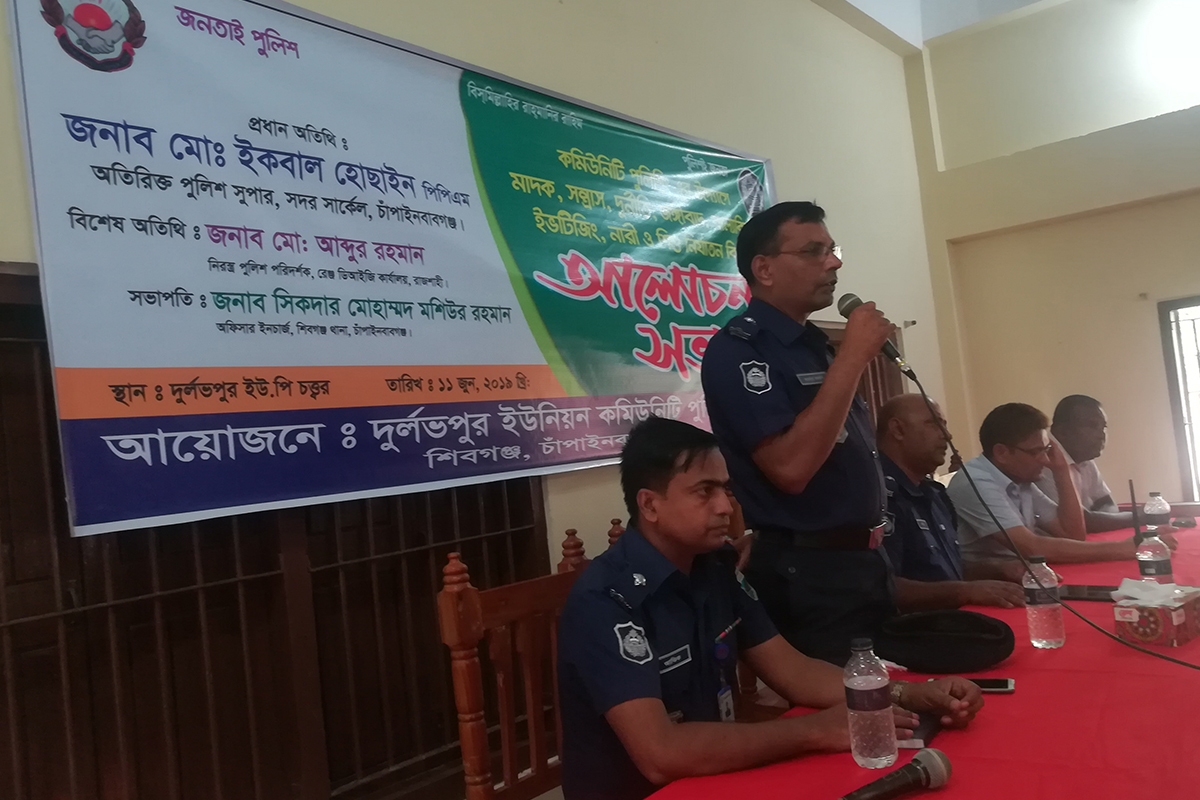 জনতাই পুলিশ
প্রধান অতিথি :
জনাব মোঃ ইকবাল হোছাইন পিপিএম
অতিরিক্ত পুলিশ সুপার, সদর সার্কেল, চাঁপাইনবাবগঞ্জ।
বিশেষ অতিথি : জনাব মো: আব্দুর রহমান
নিরস্ত্র পুলিশ পরিদর্শক, রেঞ্জ ডিআইজি কার্যালয়, রাজশাহী।
সভাপতি : জনাব সিকদার মোহাম্মদ মশিউর রহমান
অফিসার ইনচার্জ, শিবগঞ্জ থানা, চাঁপাইনবাবগঞ্জ।
বিস্‌মিল্লাহির রাহ্‌মানির রাহিম
কমিউনিটি
মাদক, সন্ত্রাস,
ইভটিজিং, নারী ও
আলোচনা
স্থান : দুর্লভপুর ইউ.পি চত্ত্বর
তারিখ : ১১ জুন, ২০১৯ খ্রি:
আয়োজনে : দুর্লভপুর ইউনিয়ন কমিউনিটি
শিবগঞ্জ,